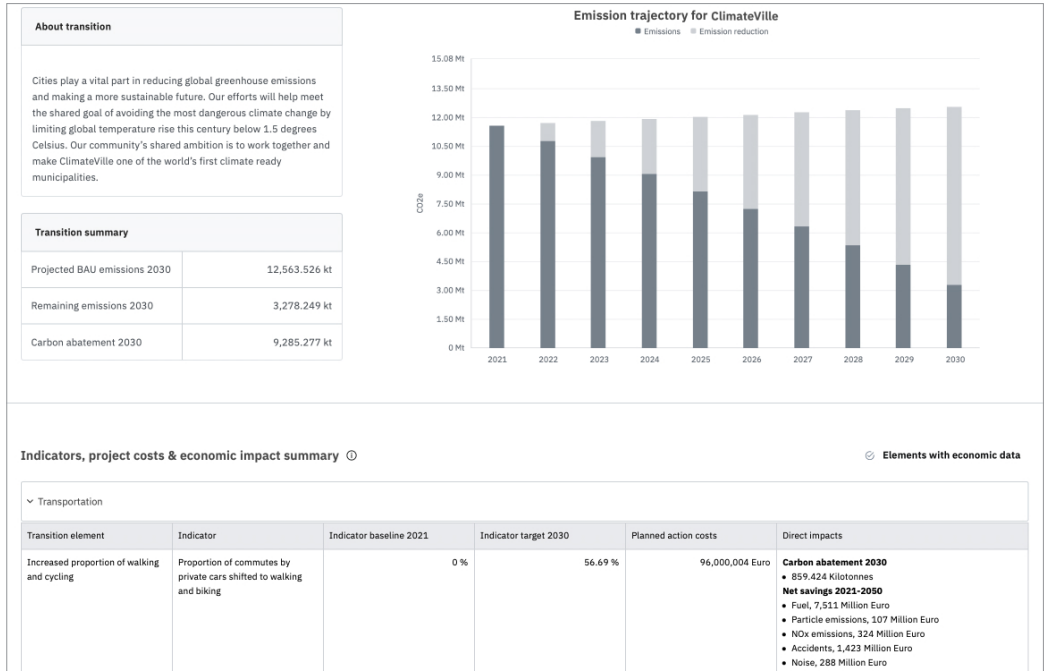 About transition
Cities play a vital part in reducing global greenhouse emissions
and making a more sustainable future. Our efforts will help meet
the shared goal of avoiding the most dangerous climate change by
limiting global temperature rise this century below 1.5 degrees
Celsius. Our community's shared ambition is to work together and
make ClimateVille one of the world's first climate ready
municipalities.
Transition summary
Projected BAU emissions 2030 12,563.526 kt
Remaining emissions 2030 3,278.249 kt
Carbon abatement 2030 9,285.277 kt
Emission trajectory for ClimateVille
Emissions Emission reduction
15.08 Mt
13.50 Mt
12.00 Mt
10.50 Mt
9.00 Mt
7.50 Mt
6.00 Mt
4.50 Mt
3.00 Mt
1.50 Mt
0 Mt
CO2e
2021 2022 2023 2024 2025 2026 2027 2028 2029 2030
Indicators, project costs & economic impact summary
Elements with economic data
Transportation
Transition element Indicator Indicator baseline 2021 Indicator target 2030 Planned action costs Direct impacts
Increased proportion of walking
and cycling
Proportion of commutes by
private cars shifted to walking
and biking
0 %
56.69 %
96,000,004 Euro
Carbon abatement 2030
• 859.424 Kilotonnes
Net savings 2021-2050
• Fuel, 7,511 Million Euro
• Particle emissions, 107 Million Euro
• NOx emissions, 324 Million Euro
• Accidents, 1,423 Million Euro
• Noise, 288 Million Euro